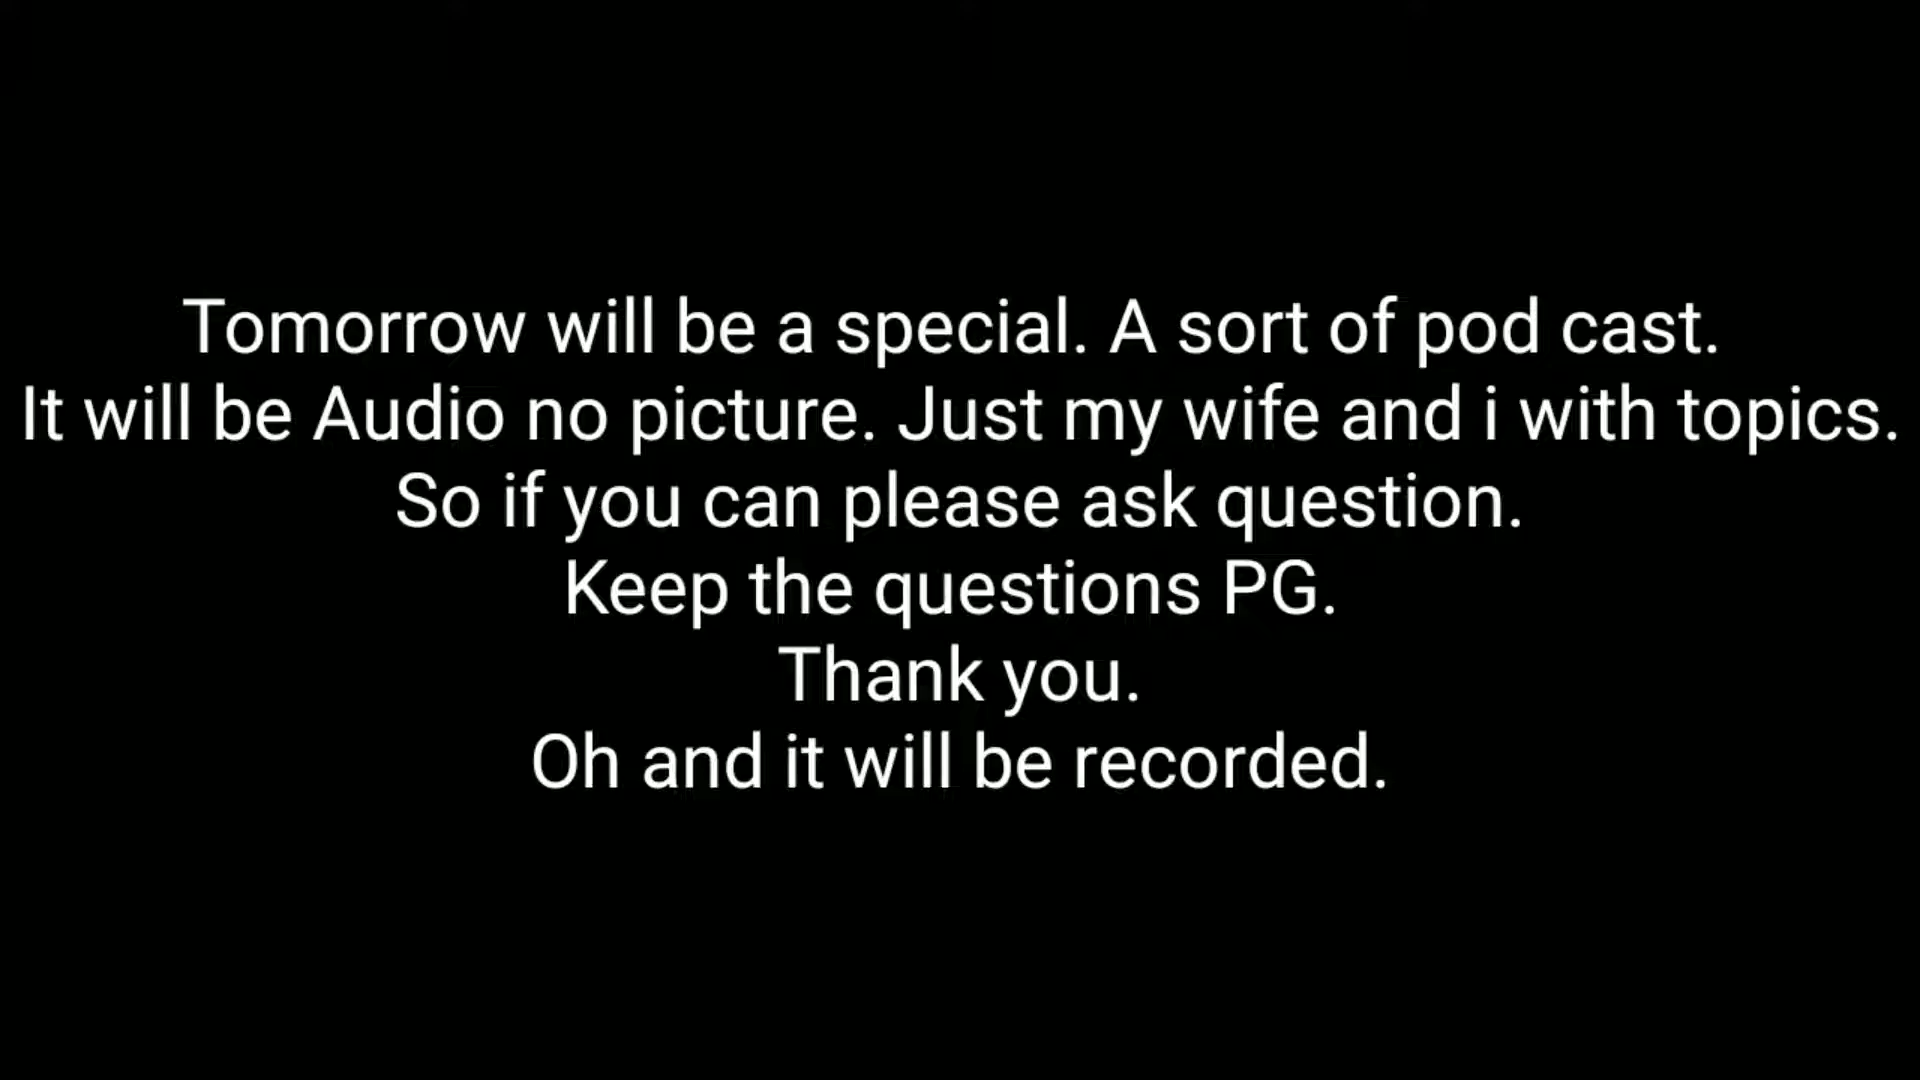 Tomorrow will be a special. A sort of pod cast.
It will be Audio no picture. Just my wife and i with topics.
So if you can please ask question.
Keep the questions PG.
Thank you.
Oh and it will be recorded.